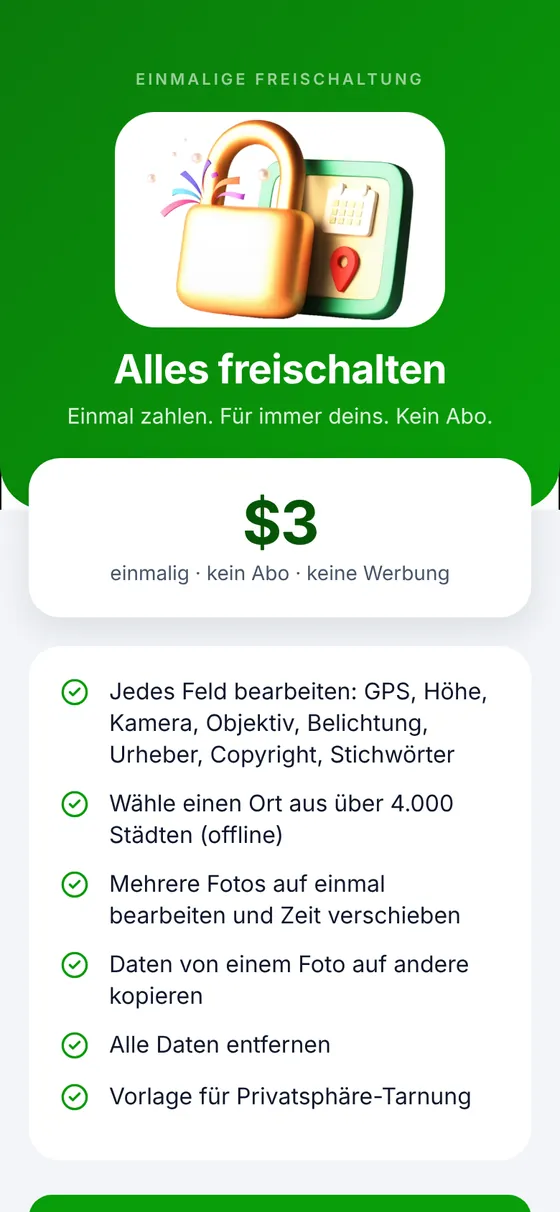 EINMALIGE FREISCHALTUNG
Alles freischalten
Einmal zahlen. Für immer deins. Kein Abo.
$3
einmalig · kein Abo · keine Werbung
Jedes Feld bearbeiten: GPS, Höhe,
Kamera, Objektiv, Belichtung,
Urheber, Copyright, Stichwörter
Wähle einen Ort aus über 4.000
Städten (offline)
Mehrere Fotos auf einmal
bearbeiten und Zeit verschieben
Daten von einem Foto auf andere
kopieren
Alle Daten entfernen
Vorlage für Privatsphäre-Tarnung